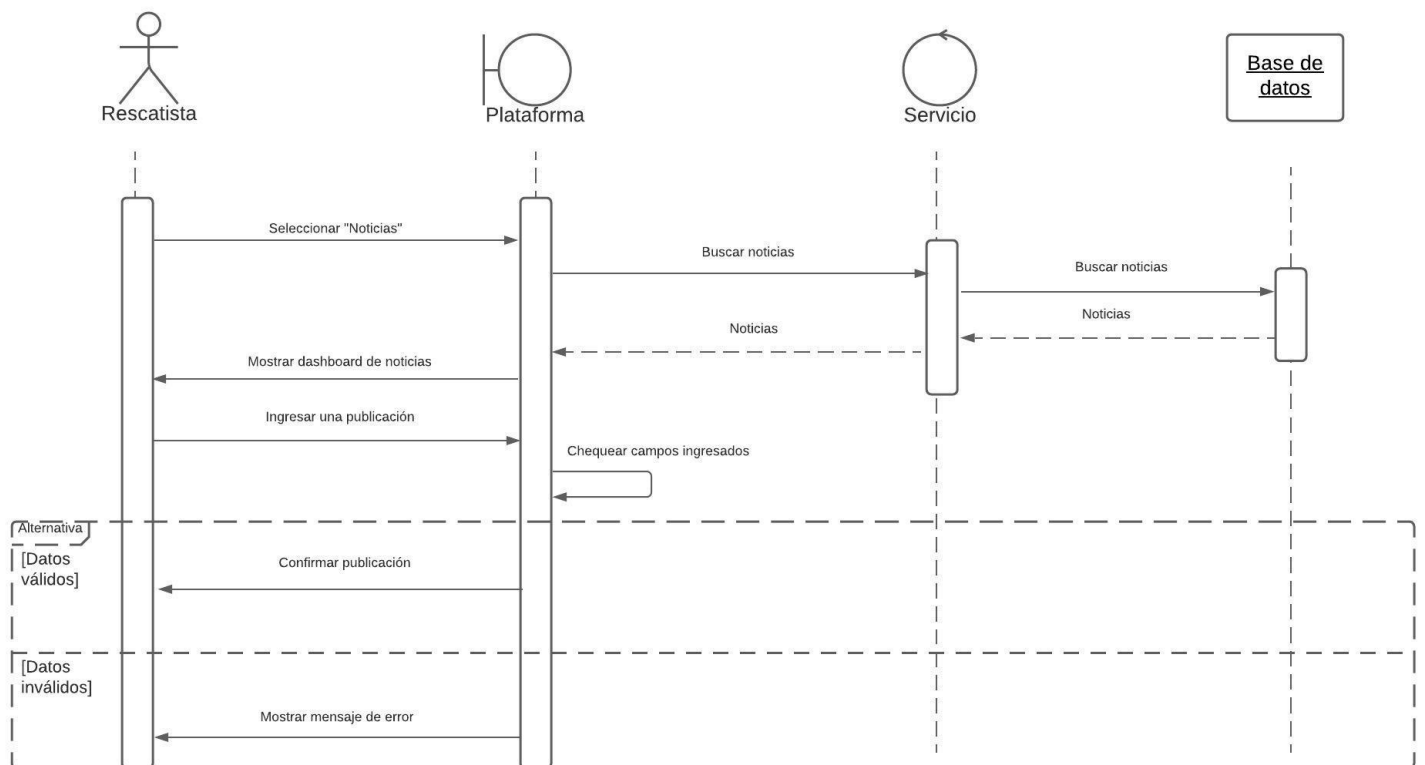 Rescatista
Plataforma
Servicio
Base de
datos
Seleccionar "Noticias"
Buscar noticias
Buscar noticias
Noticias
Noticias
Mostrar dashboard de noticias
Ingresar una publicación
Chequear campos ingresados
Alternativa
[Datos
válidos]
Confirmar publicación
[Datos
inválidos]
Mostrar mensaje de error